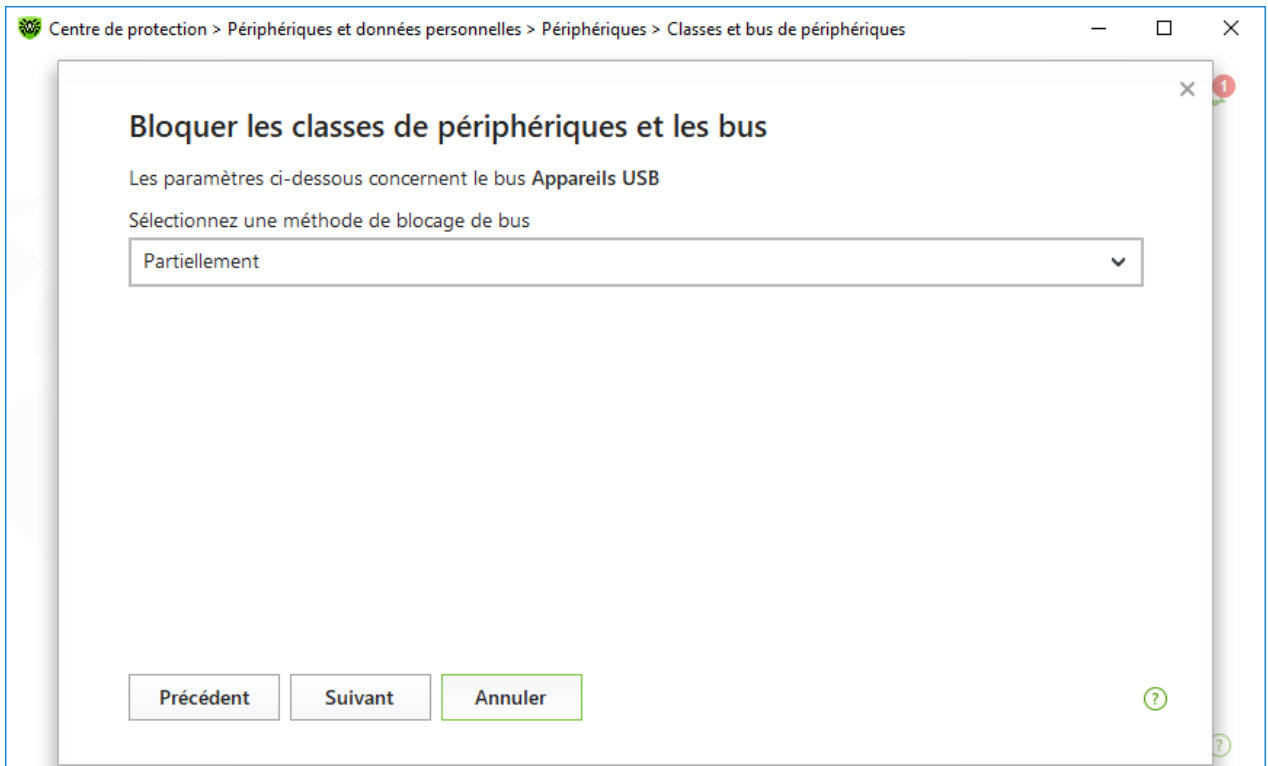 Centre de protection > Périphériques et données personnelles > Périphériques > Classes et bus de périphériques
1
Bloquer les classes de périphériques et les bus
Les paramètres ci-dessous concernent le bus Appareils USB
Sélectionnez une méthode de blocage de bus
Partiellement
Précédent Suivant Annuler ?
?